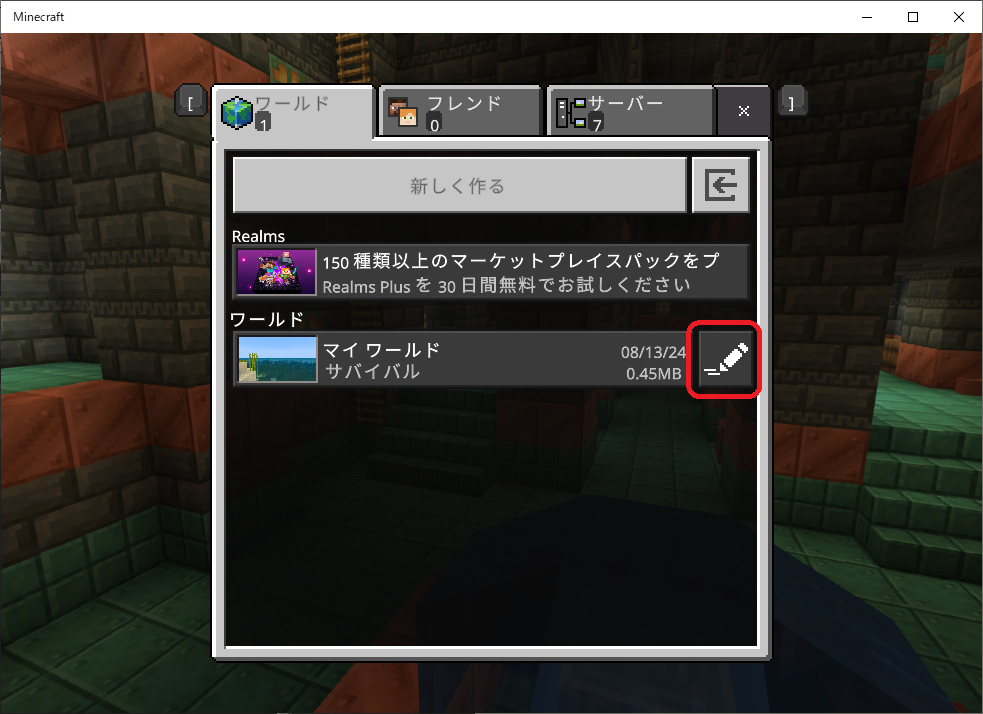 Minecraft
[
ワールド
1
フレンド
0
サーバー
7
]
新しく作る
Realms
150 種類以上のマーケットプレイスパックをプ
Realms Plus を 30 日間無料でお試しください
ワールド
マイ ワールド
08/13/24
サバイバル
0.45MB